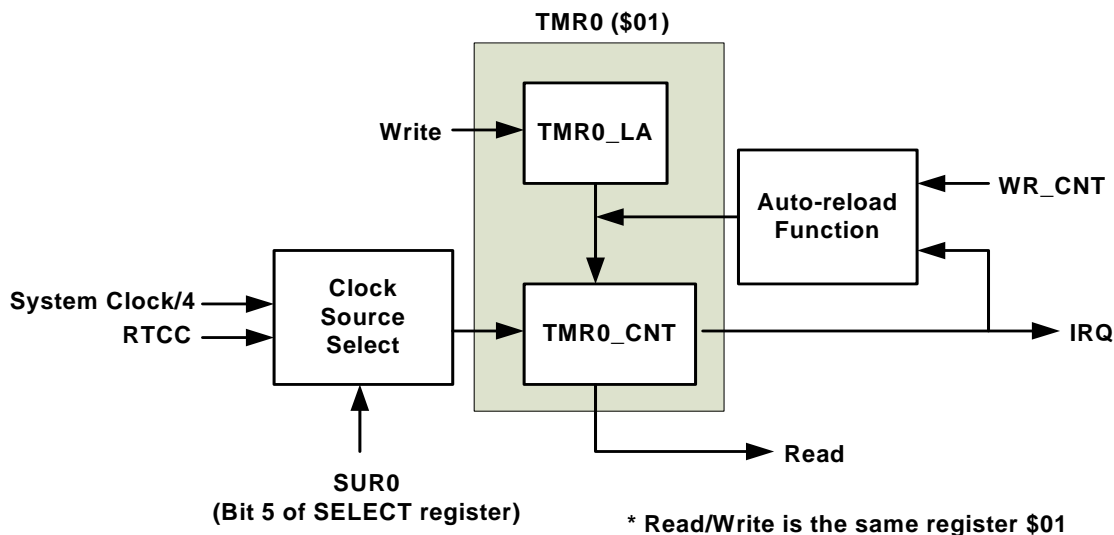 TMR0 ($01)
TMR0_LA
Write
Auto-reload
Function
WR_CNT
System Clock/4
RTCC
Clock
Source
Select
TMR0_CNT
IRQ
Read
SUR0
(Bit 5 of SELECT register)
* Read/Write is the same register $01